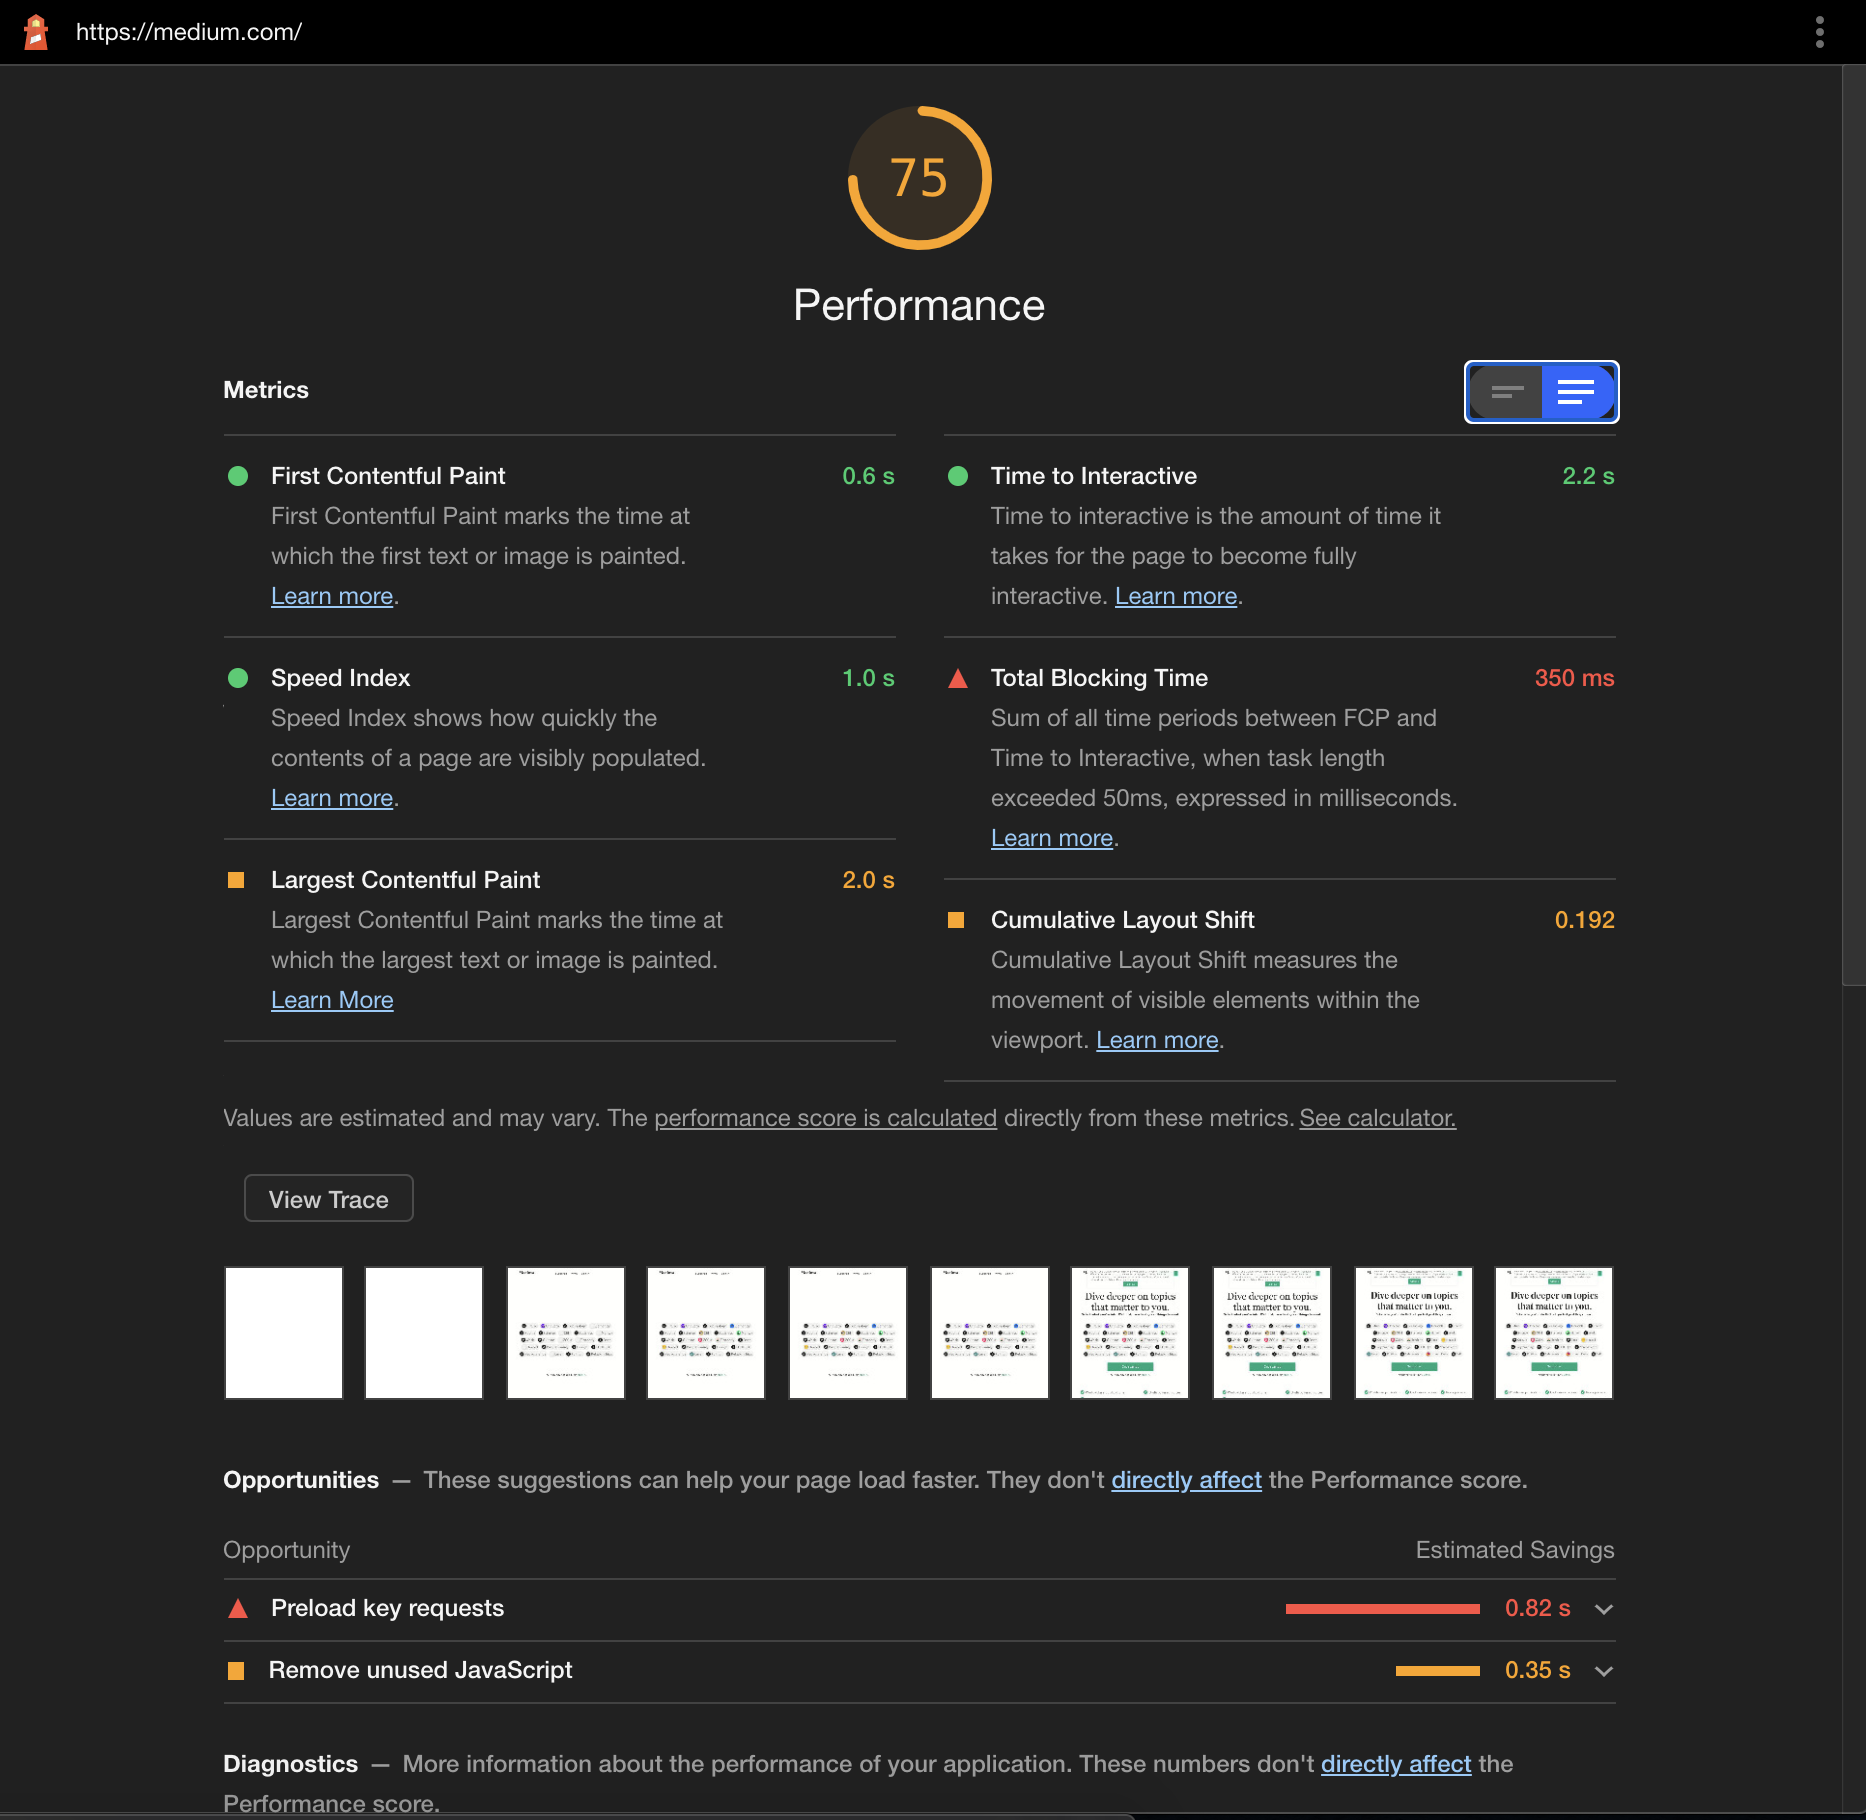 https://medium.com/
75
Performance
Metrics
First Contentful Paint 0.6 s
First Contentful Paint marks the time at
which the first text or image is painted.
Learn more.
Time to Interactive 2.2 s
Time to interactive is the amount of time it
takes for the page to become fully
interactive. Learn more.
Speed Index 1.0 s
Speed Index shows how quickly the
contents of a page are visibly populated.
Learn more.
Total Blocking Time 350 ms
Sum of all time periods between FCP and
Time to Interactive, when task length
exceeded 50ms, expressed in milliseconds.
Learn more.
Largest Contentful Paint 2.0 s
Largest Contentful Paint marks the time at
which the largest text or image is painted.
Learn More
Cumulative Layout Shift 0.192
Cumulative Layout Shift measures the
movement of visible elements within the
viewport. Learn more.
Values are estimated and may vary. The performance score is calculated directly from these metrics. See calculator.
View Trace
Dive deeper on topics
that matter to you.
Dive deeper on topics
that matter to you.
Dive deeper on topics
that matter to you.
Dive deeper on topics
that matter to you.
Opportunities — These suggestions can help your page load faster. They don't directly affect the Performance score.
Opportunity Estimated Savings
Preload key requests 0.82 s
Remove unused JavaScript 0.35 s
Diagnostics — More information about the performance of your application. These numbers don't directly affect the
Performance score.